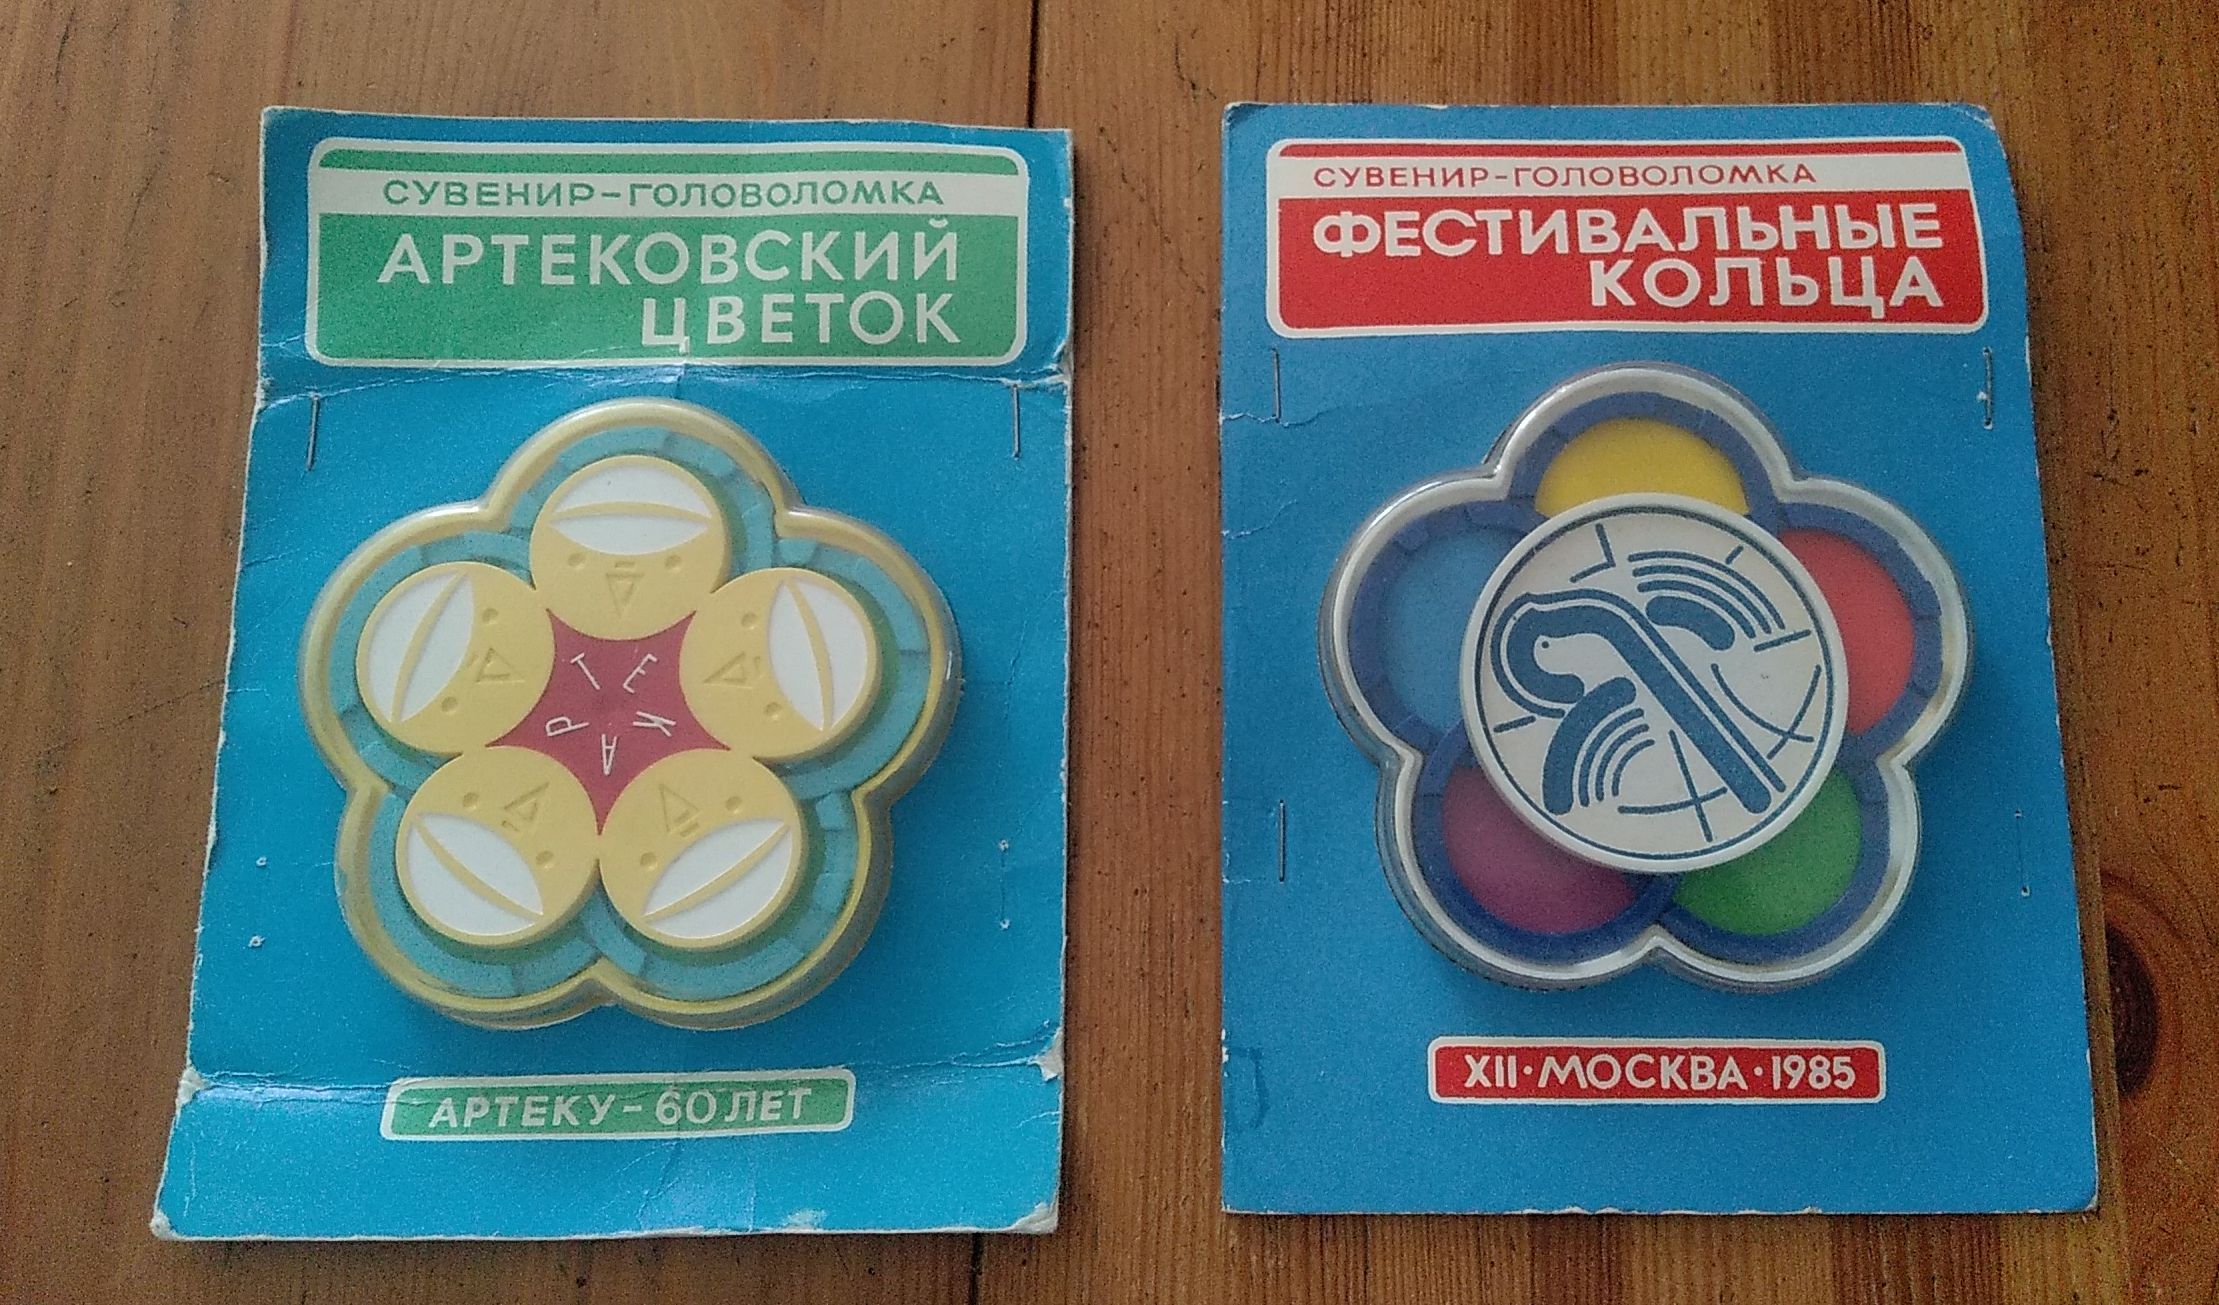 СУВЕНИР-ГОЛОВОЛОМКА
АРТЕКОВСКИЙ
ЦВЕТОК
АРТЕК
АРТЕКУ - 60 ЛЕТ
СУВЕНИР-ГОЛОВОЛОМКА
ФЕСТИВАЛЬНЫЕ
КОЛЬЦА
XII · МОСКВА · 1985